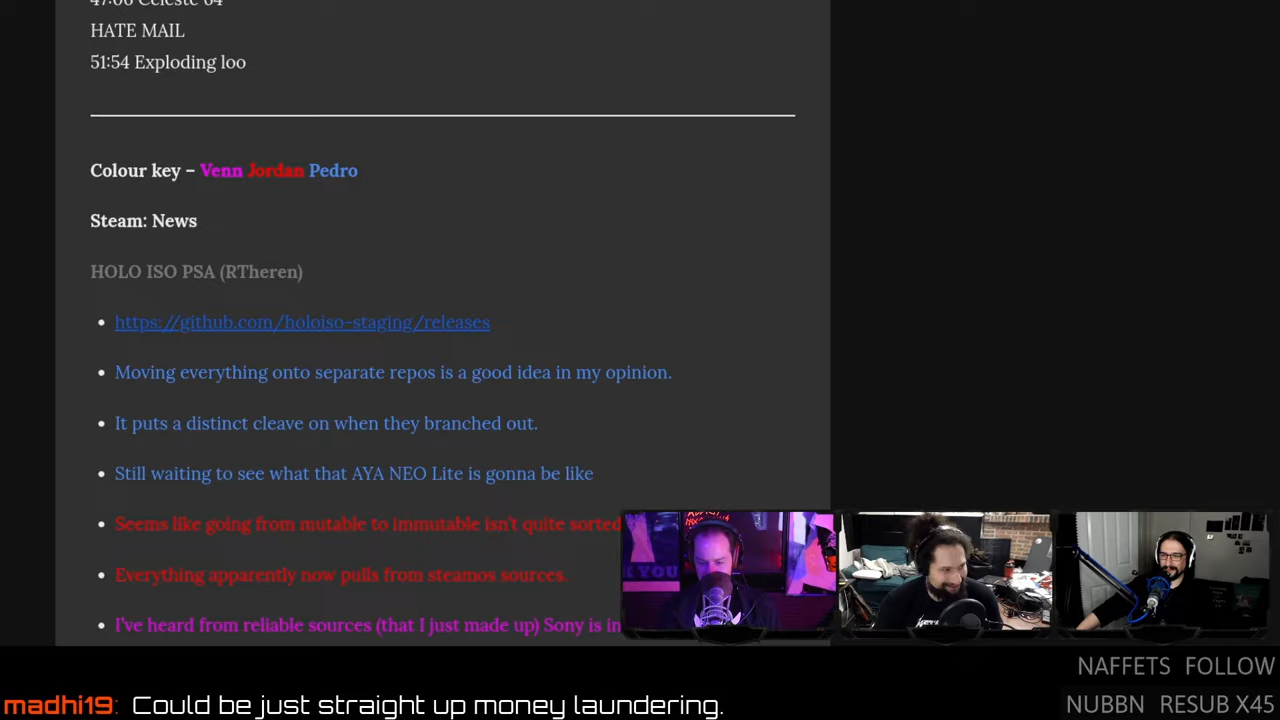 47:06 Celeste 64
HATE MAIL
51:54 Exploding loo
Colour key – Venn Jordan Pedro
Steam: News
HOLO ISO PSA (RTheren)
https://github.com/holoiso-staging/releases
Moving everything onto separate repos is a good idea in my opinion.
It puts a distinct cleave on when they branched out.
Still waiting to see what that AYA NEO Lite is gonna be like
Seems like going from mutable to immutable isn't quite sorted
Everything apparently now pulls from steamos sources.
I've heard from reliable sources (that I just made up) Sony is in
K YOU
NAFFETS FOLLOW
madhi19: Could be just straight up money laundering.
NUBBN RESUB X45